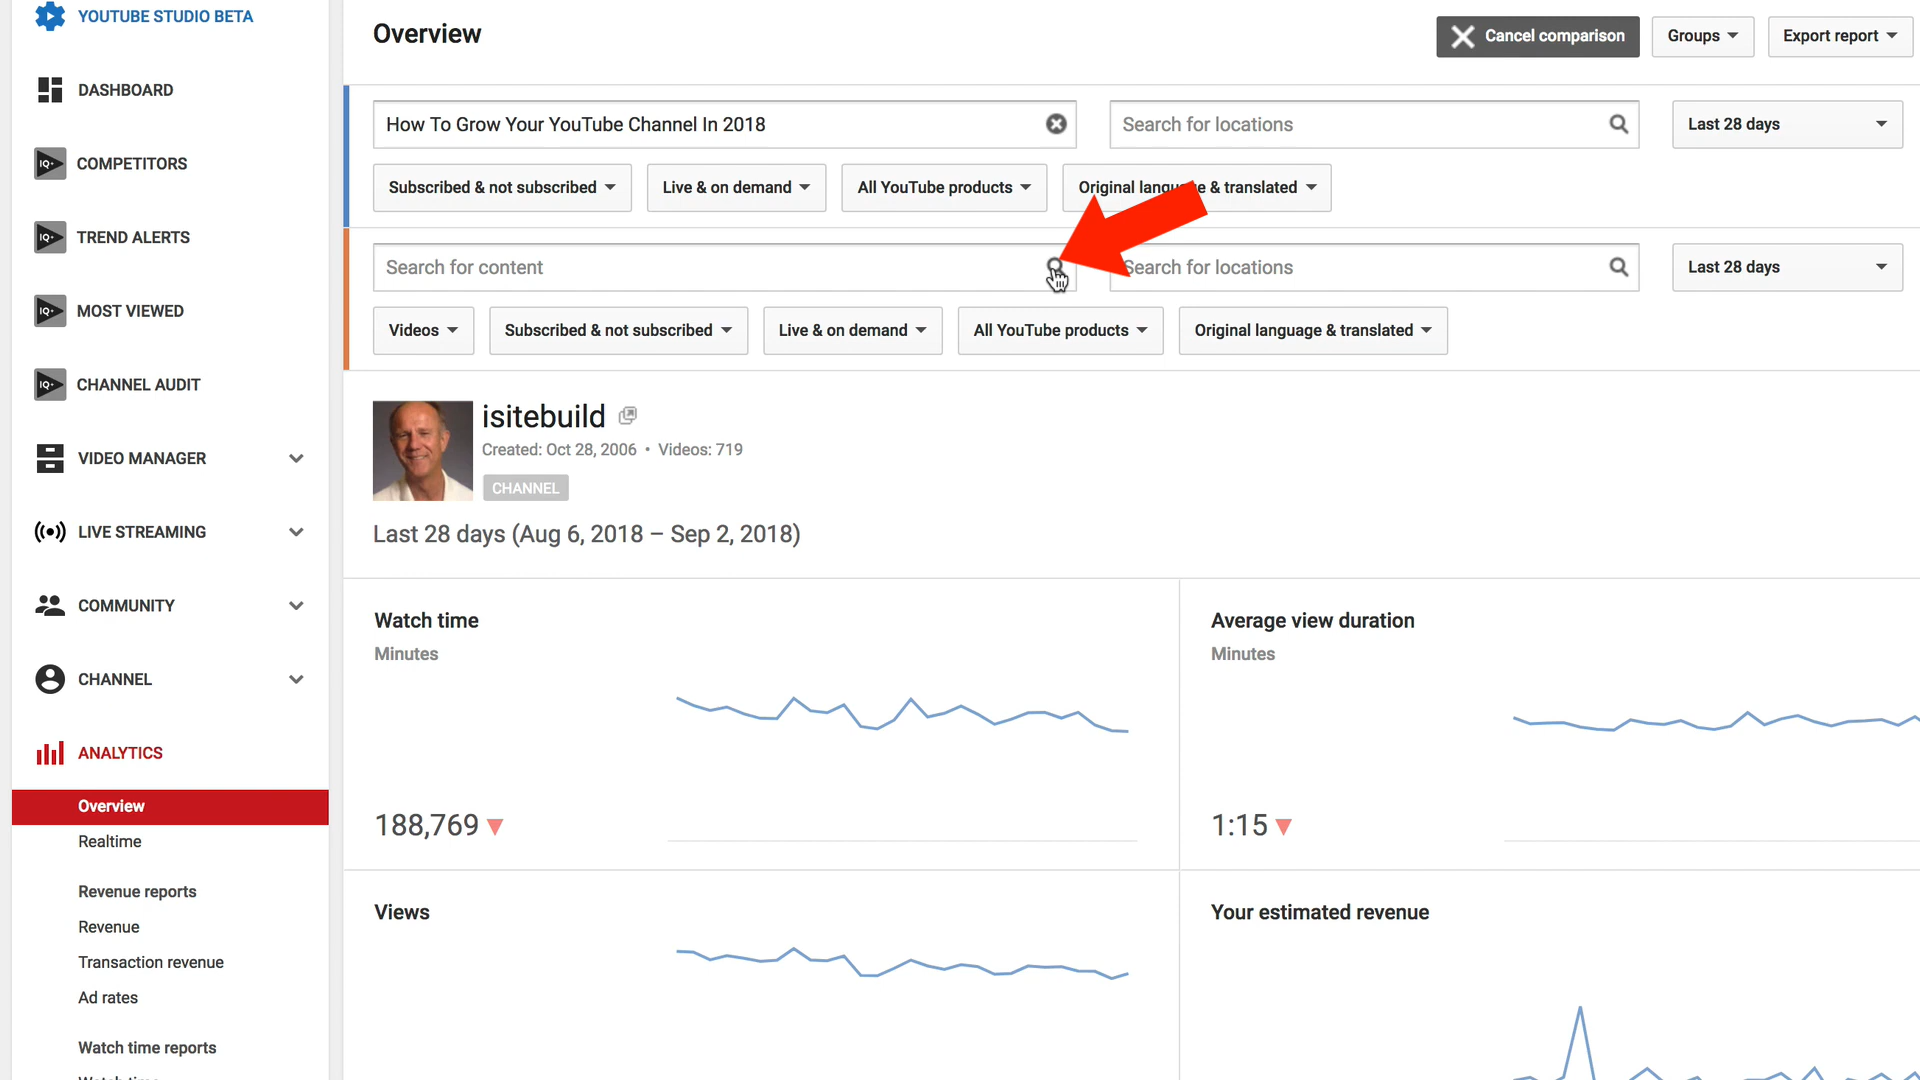 YOUTUBE STUDIO BETA
DASHBOARD
IQ+ COMPETITORS
IQ+ TREND ALERTS
IQ+ MOST VIEWED
IQ+ CHANNEL AUDIT
VIDEO MANAGER
LIVE STREAMING
COMMUNITY
CHANNEL
ANALYTICS
Overview
Realtime
Revenue reports
Revenue
Transaction revenue
Ad rates
Watch time reports
Overview
Cancel comparison
Groups
Export report
How To Grow Your YouTube Channel In 2018
Search for locations
Last 28 days
Subscribed & not subscribed
Live & on demand
All YouTube products
Original language & translated
Search for content
Search for locations
Last 28 days
Videos
Subscribed & not subscribed
Live & on demand
All YouTube products
Original language & translated
isitebuild
Created: Oct 28, 2006 • Videos: 719
CHANNEL
Last 28 days (Aug 6, 2018 – Sep 2, 2018)
Watch time
Minutes
188,769
Average view duration
Minutes
1:15
Views
Your estimated revenue